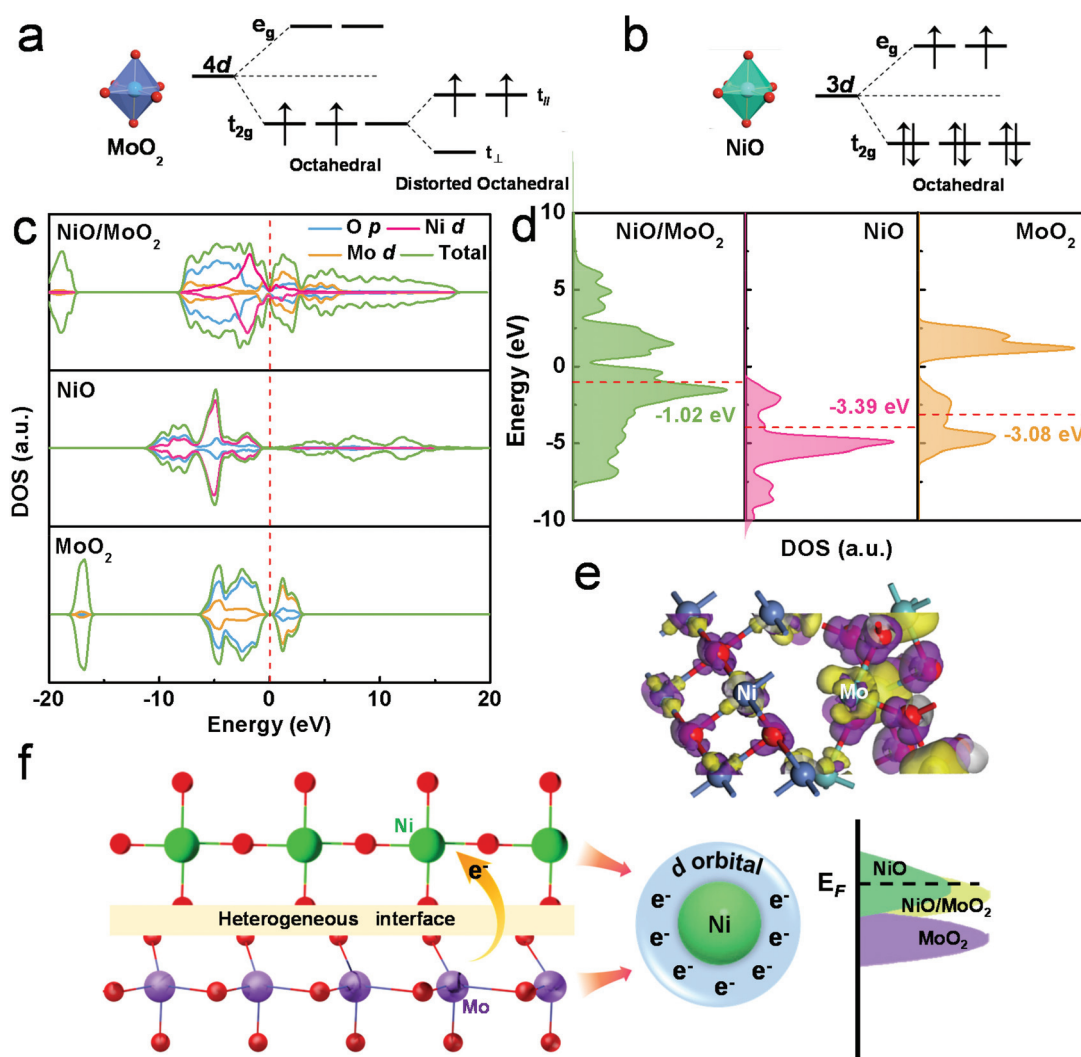 a
e_g
4d
t_2g
t_//
t_⊥
MoO_2
Octahedral
Distorted Octahedral
b
e_g
3d
t_2g
NiO
Octahedral
c
NiO/MoO_2
O p
Ni d
Mo d
Total
NiO
MoO_2
DOS (a.u.)
-20
-10
0
10
20
Energy (eV)
d
10
5
0
-5
-10
Energy (eV)
NiO/MoO_2
NiO
MoO_2
-1.02 eV
-3.39 eV
-3.08 eV
DOS (a.u.)
e
Ni
Mo
f
Ni
e-
Heterogeneous interface
Mo
d orbital
e-
e-
e-
e-
e-
e-
e-
Ni
E_F
NiO
NiO/MoO_2
MoO_2